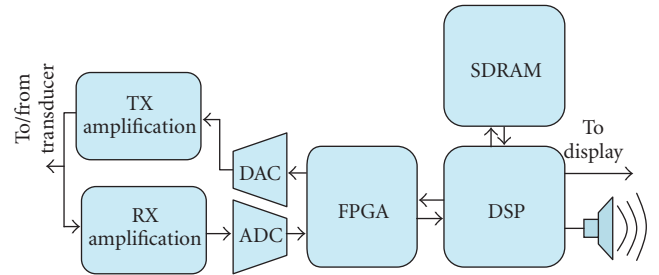 To/from
transducer
TX
amplification
RX
amplification
DAC
ADC
FPGA
SDRAM
DSP
To
display